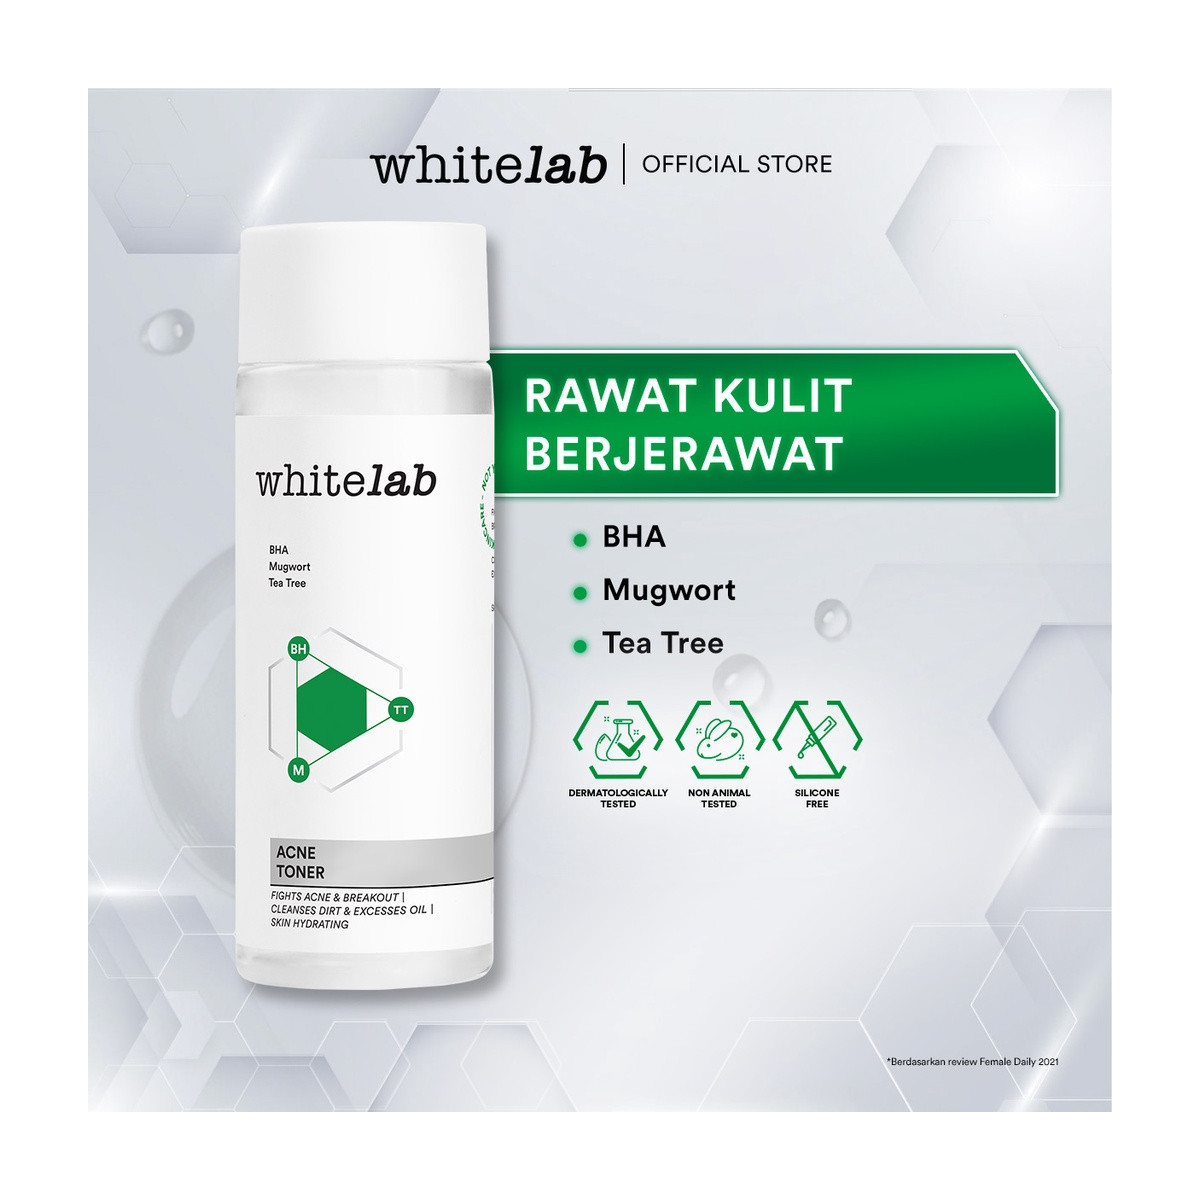 whitelab | OFFICIAL STORE
RAWAT KULIT
BERJERAWAT
BHA
Mugwort
Tea Tree
DERMATOLOGICALLY
TESTED
NON ANIMAL
TESTED
SILICONE
FREE
whitelab
BHA
Mugwort
Tea Tree
BH
TT
M
ACNE
TONER
FIGHTS ACNE & BREAKOUT |
CLEANSES DIRT & EXCESSES OIL |
SKIN HYDRATING
*Berdasarkan review Female Daily 2021